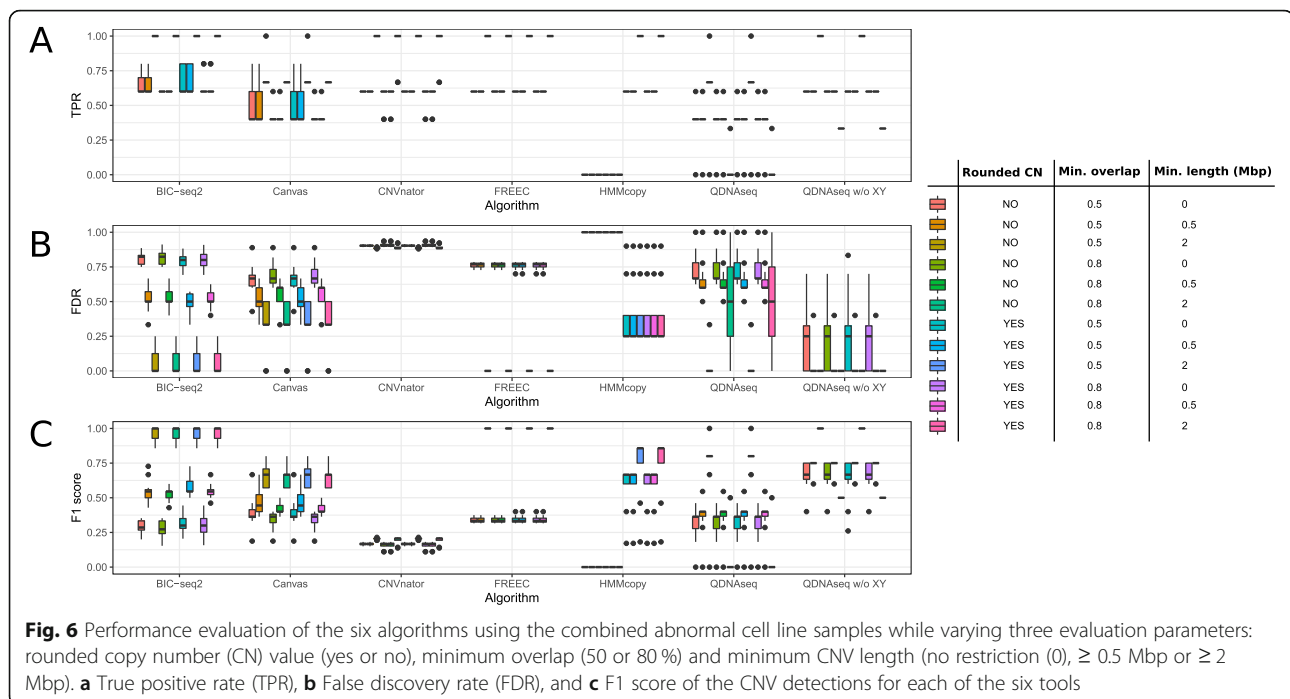 A
TPR
1.00
0.75
0.50
0.25
0.00
BIC−seq2 Canvas CNVnator FREEC HMMcopy QDNAseq QDNAseq w/o XY
Algorithm
B
FDR
1.00
0.75
0.50
0.25
0.00
BIC−seq2 Canvas CNVnator FREEC HMMcopy QDNAseq QDNAseq w/o XY
Algorithm
C
F1 score
1.00
0.75
0.50
0.25
0.00
BIC−seq2 Canvas CNVnator FREEC HMMcopy QDNAseq QDNAseq w/o XY
Algorithm
Rounded CN Min. overlap Min. length (Mbp)
NO 0.5 0
NO 0.5 0.5
NO 0.5 2
NO 0.8 0
NO 0.8 0.5
NO 0.8 2
YES 0.5 0
YES 0.5 0.5
YES 0.5 2
YES 0.8 0
YES 0.8 0.5
YES 0.8 2
Fig. 6 Performance evaluation of the six algorithms using the combined abnormal cell line samples while varying three evaluation parameters:
rounded copy number (CN) value (yes or no), minimum overlap (50 or 80 %) and minimum CNV length (no restriction (0), ≥ 0.5 Mbp or ≥ 2
Mbp). a True positive rate (TPR), b False discovery rate (FDR), and c F1 score of the CNV detections for each of the six tools